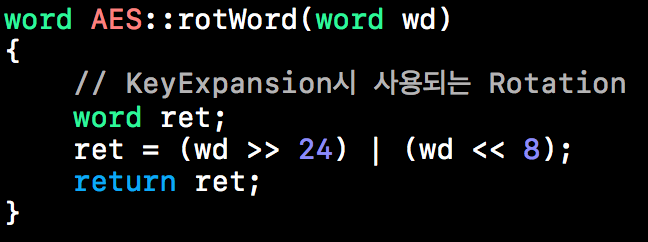 word AES::rotWord(word wd)
{
    // KeyExpansion시 사용되는 Rotation
    word ret;
    ret = (wd >> 24) | (wd << 8);
    return ret;
}